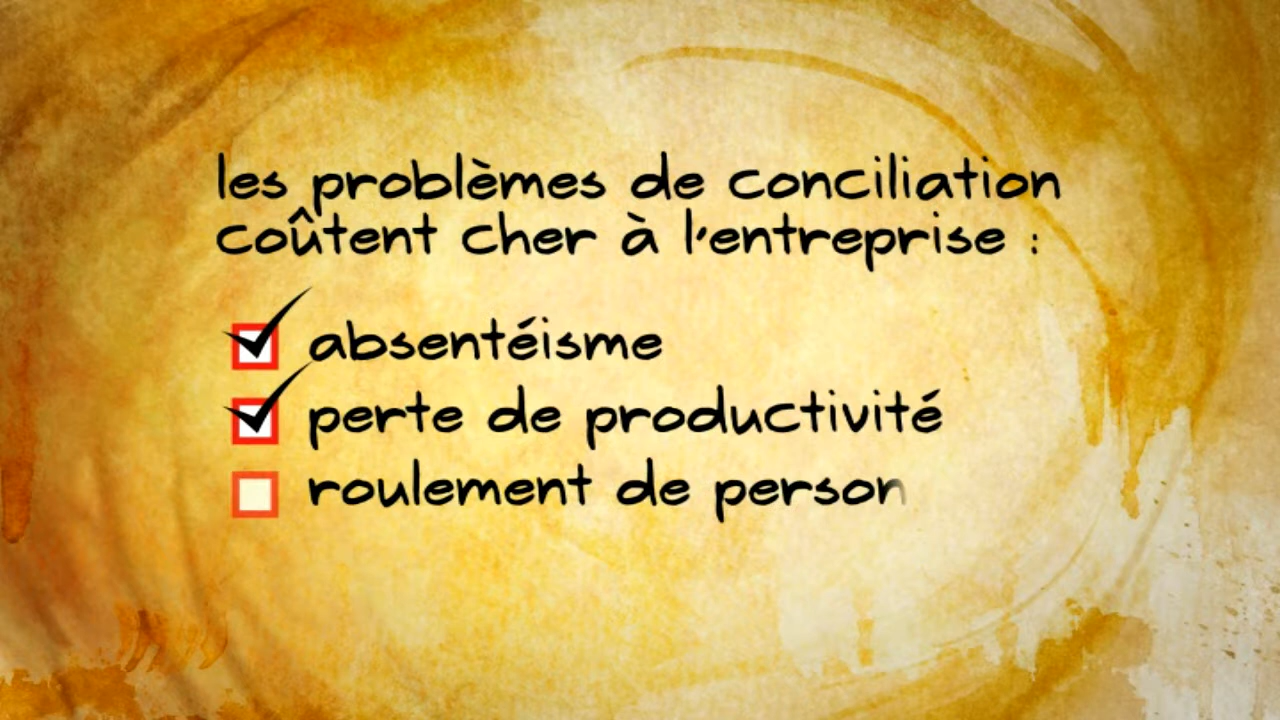 les problèmes de conciliation
coûtent cher à l'entreprise :
absentéisme
perte de productivité
roulement de person